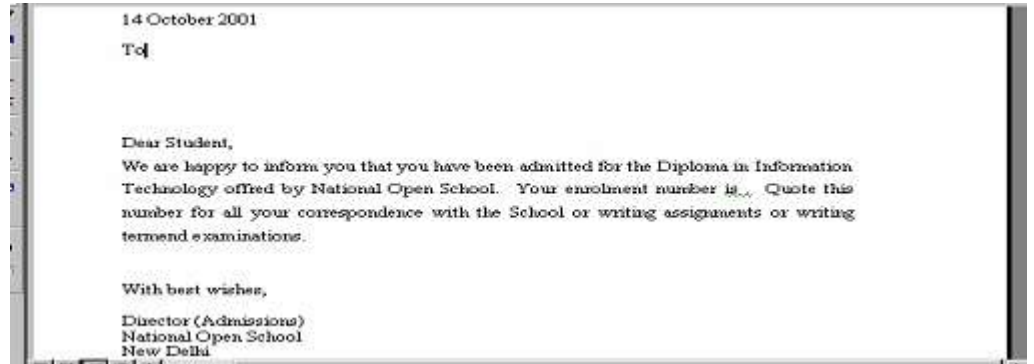 14 October 2001
To
Dear Student,
We are happy to inform you that you have been admitted for the Diploma in Information
Technology offred by National Open School. Your enrolment number is.. Quote this
number for all your correspondence with the School or writing assignments or writing
termend examinations.
With best wishes,
Director (Admissions)
National Open School
New Delhi